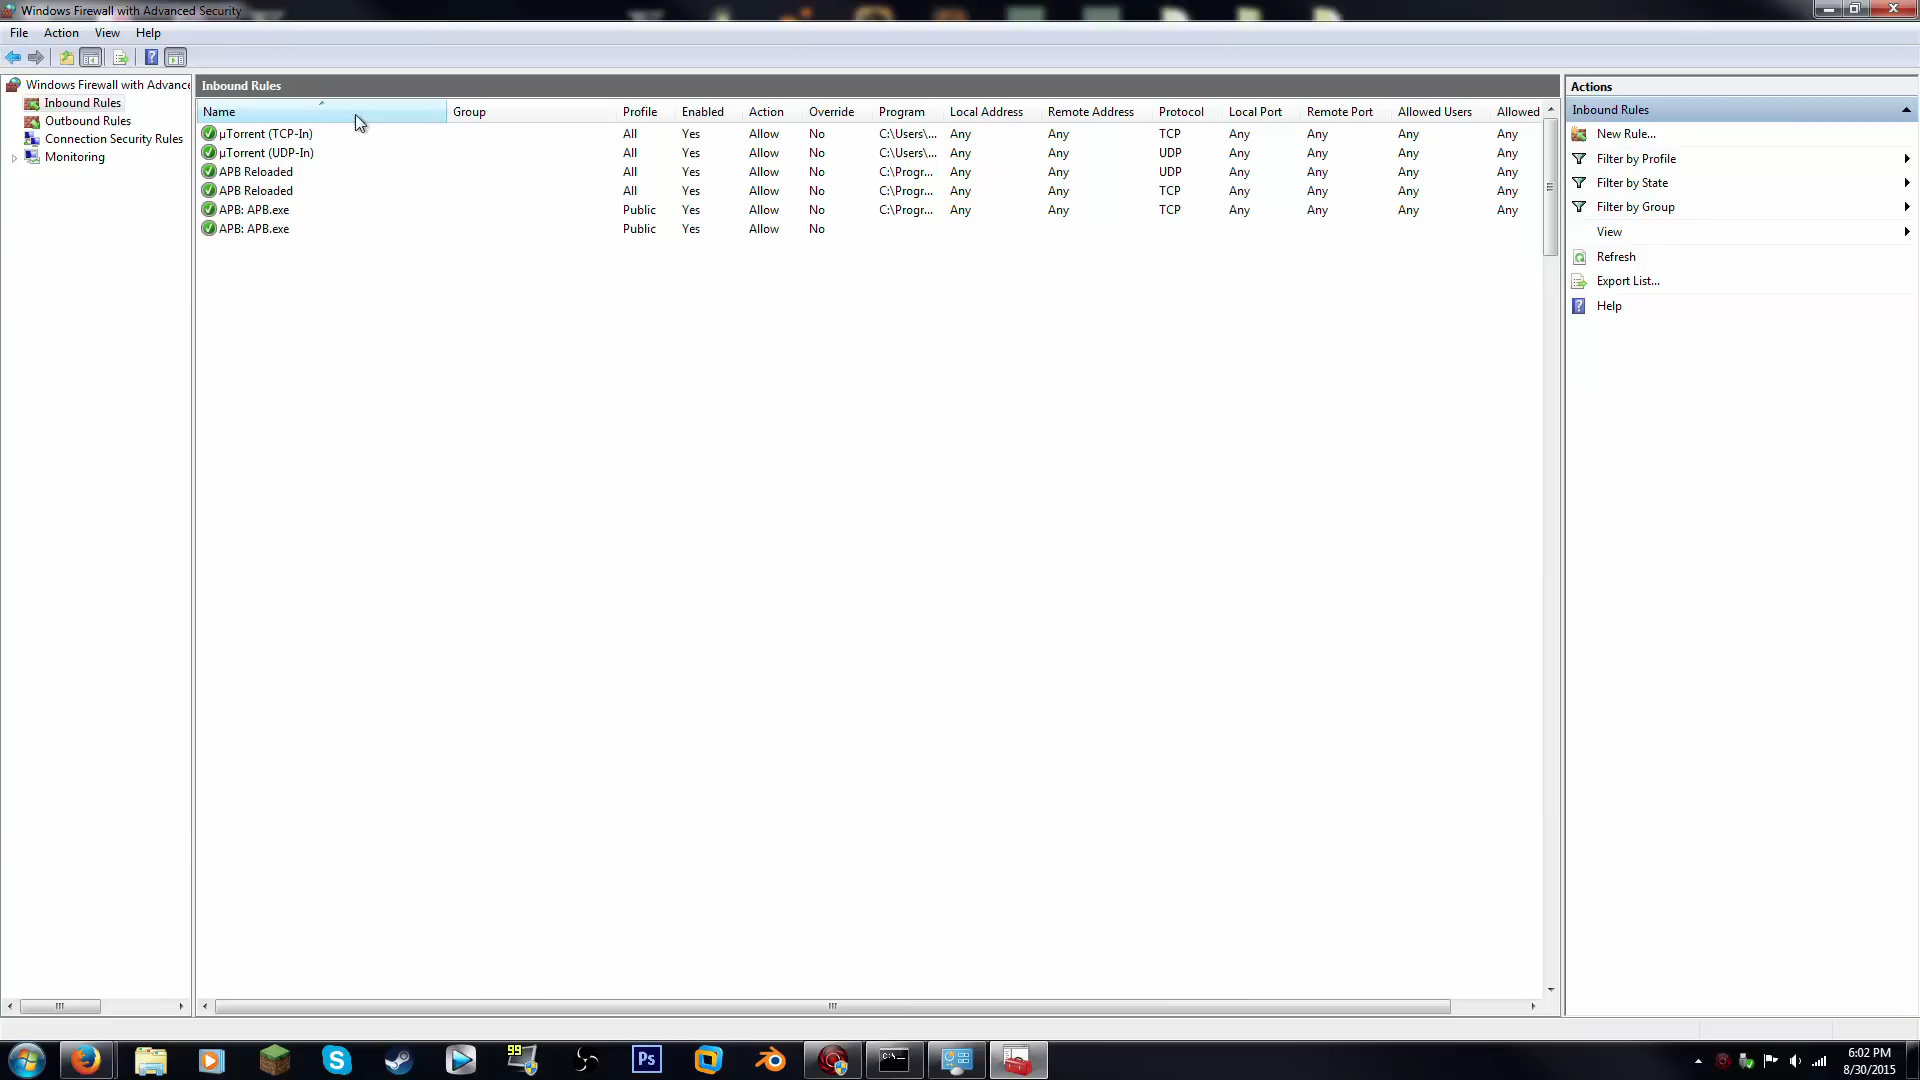 Windows Firewall with Advanced Security
File Action View Help
Windows Firewall with Advance
Inbound Rules
Outbound Rules
Connection Security Rules
Monitoring
Inbound Rules
Name Group Profile Enabled Action Override Program Local Address Remote Address Protocol Local Port Remote Port Allowed Users Allowed
µTorrent (TCP-In) All Yes Allow No C:\Users\... Any Any TCP Any Any Any Any
µTorrent (UDP-In) All Yes Allow No C:\Users\... Any Any UDP Any Any Any Any
APB Reloaded All Yes Allow No C:\Progr... Any Any UDP Any Any Any Any
APB Reloaded All Yes Allow No C:\Progr... Any Any TCP Any Any Any Any
APB: APB.exe Public Yes Allow No C:\Progr... Any Any TCP Any Any Any Any
APB: APB.exe Public Yes Allow No
Actions
Inbound Rules
New Rule...
Filter by Profile
Filter by State
Filter by Group
View
Refresh
Export List...
Help
99
Ps
C:\
6:02 PM
8/30/2015